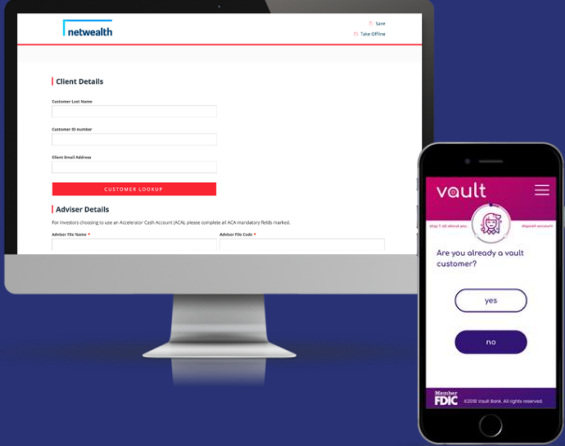 netwealth
Save
Take Offline
Client Details
Customer Last Name
Customer ID number
Client Email Address
CUSTOMER LOOKUP
Adviser Details
For investors choosing to use an Accelerator Cash Account (ACA), please complete all ACA mandatory fields marked.
Adviser File Name *
Adviser File Code *
vault
Step 1: all about you
deposit account
Are you already a vault
customer?
yes
no
Member
FDIC
©2018 Vault Bank. All rights reserved.